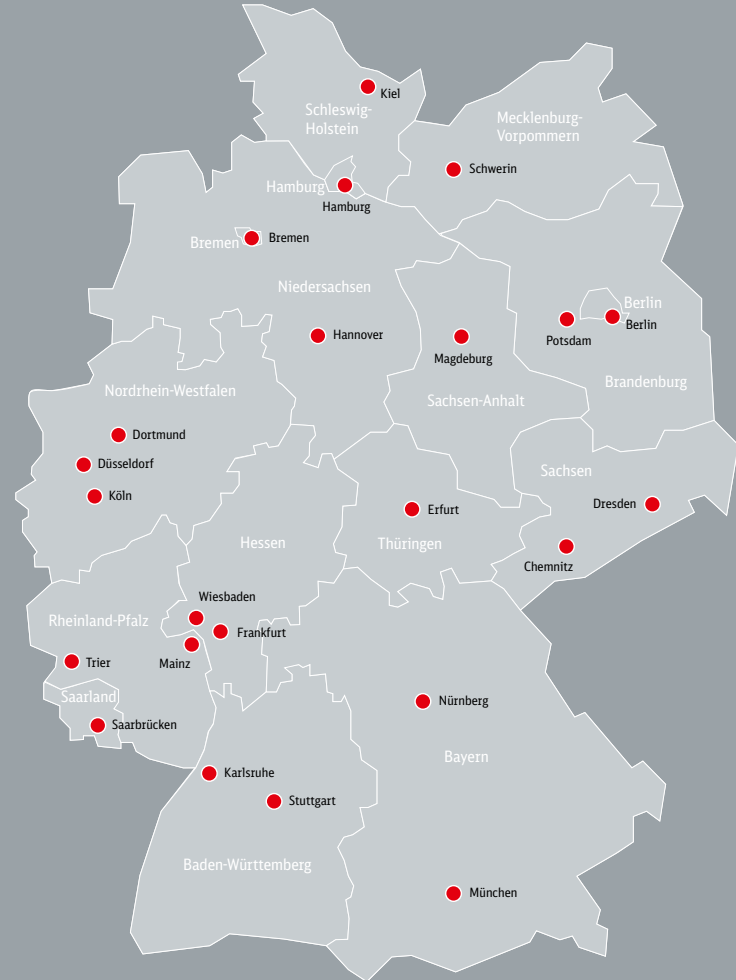 Kiel
Schleswig-
Holstein
Mecklenburg-
Vorpommern
Schwerin
Hamburg
Hamburg
Bremen
Bremen
Niedersachsen
Berlin
Berlin
Potsdam
Hannover
Magdeburg
Brandenburg
Nordrhein-Westfalen
Sachsen-Anhalt
Dortmund
Düsseldorf
Köln
Sachsen
Dresden
Erfurt
Hessen
Thüringen
Chemnitz
Wiesbaden
Rheinland-Pfalz
Frankfurt
Mainz
Trier
Saarland
Saarbrücken
Nürnberg
Bayern
Karlsruhe
Stuttgart
Baden-Württemberg
München